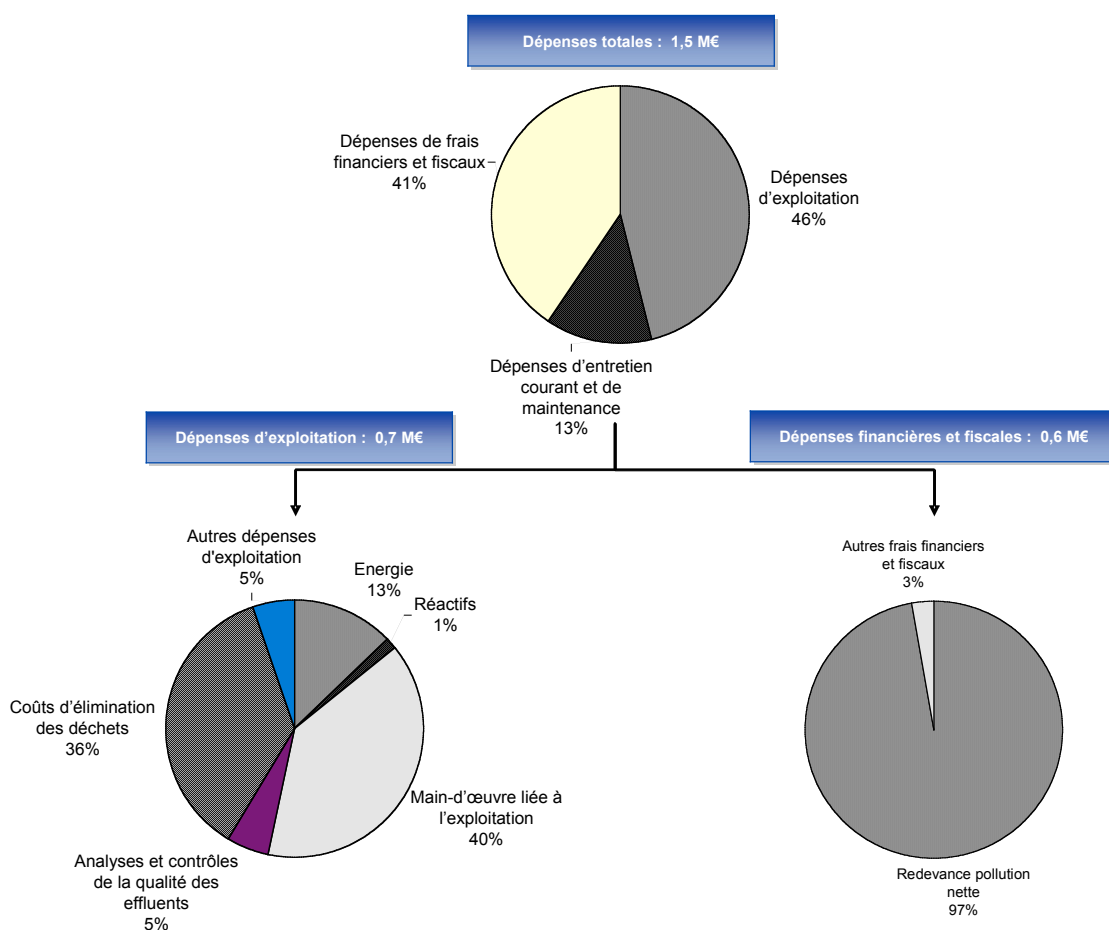 Dépenses totales : 1,5 M€
Dépenses de frais
financiers et fiscaux
41%
Dépenses
d’exploitation
46%
Dépenses d’entretien
courant et de
maintenance
13%
Dépenses d’exploitation : 0,7 M€
Dépenses financières et fiscales : 0,6 M€
Autres dépenses
d'exploitation
5%
Energie
13%
Réactifs
1%
Coûts d’élimination
des déchets
36%
Main-d’œuvre liée à
l’exploitation
40%
Analyses et contrôles
de la qualité des
effluents
5%
Autres frais financiers
et fiscaux
3%
Redevance pollution
nette
97%